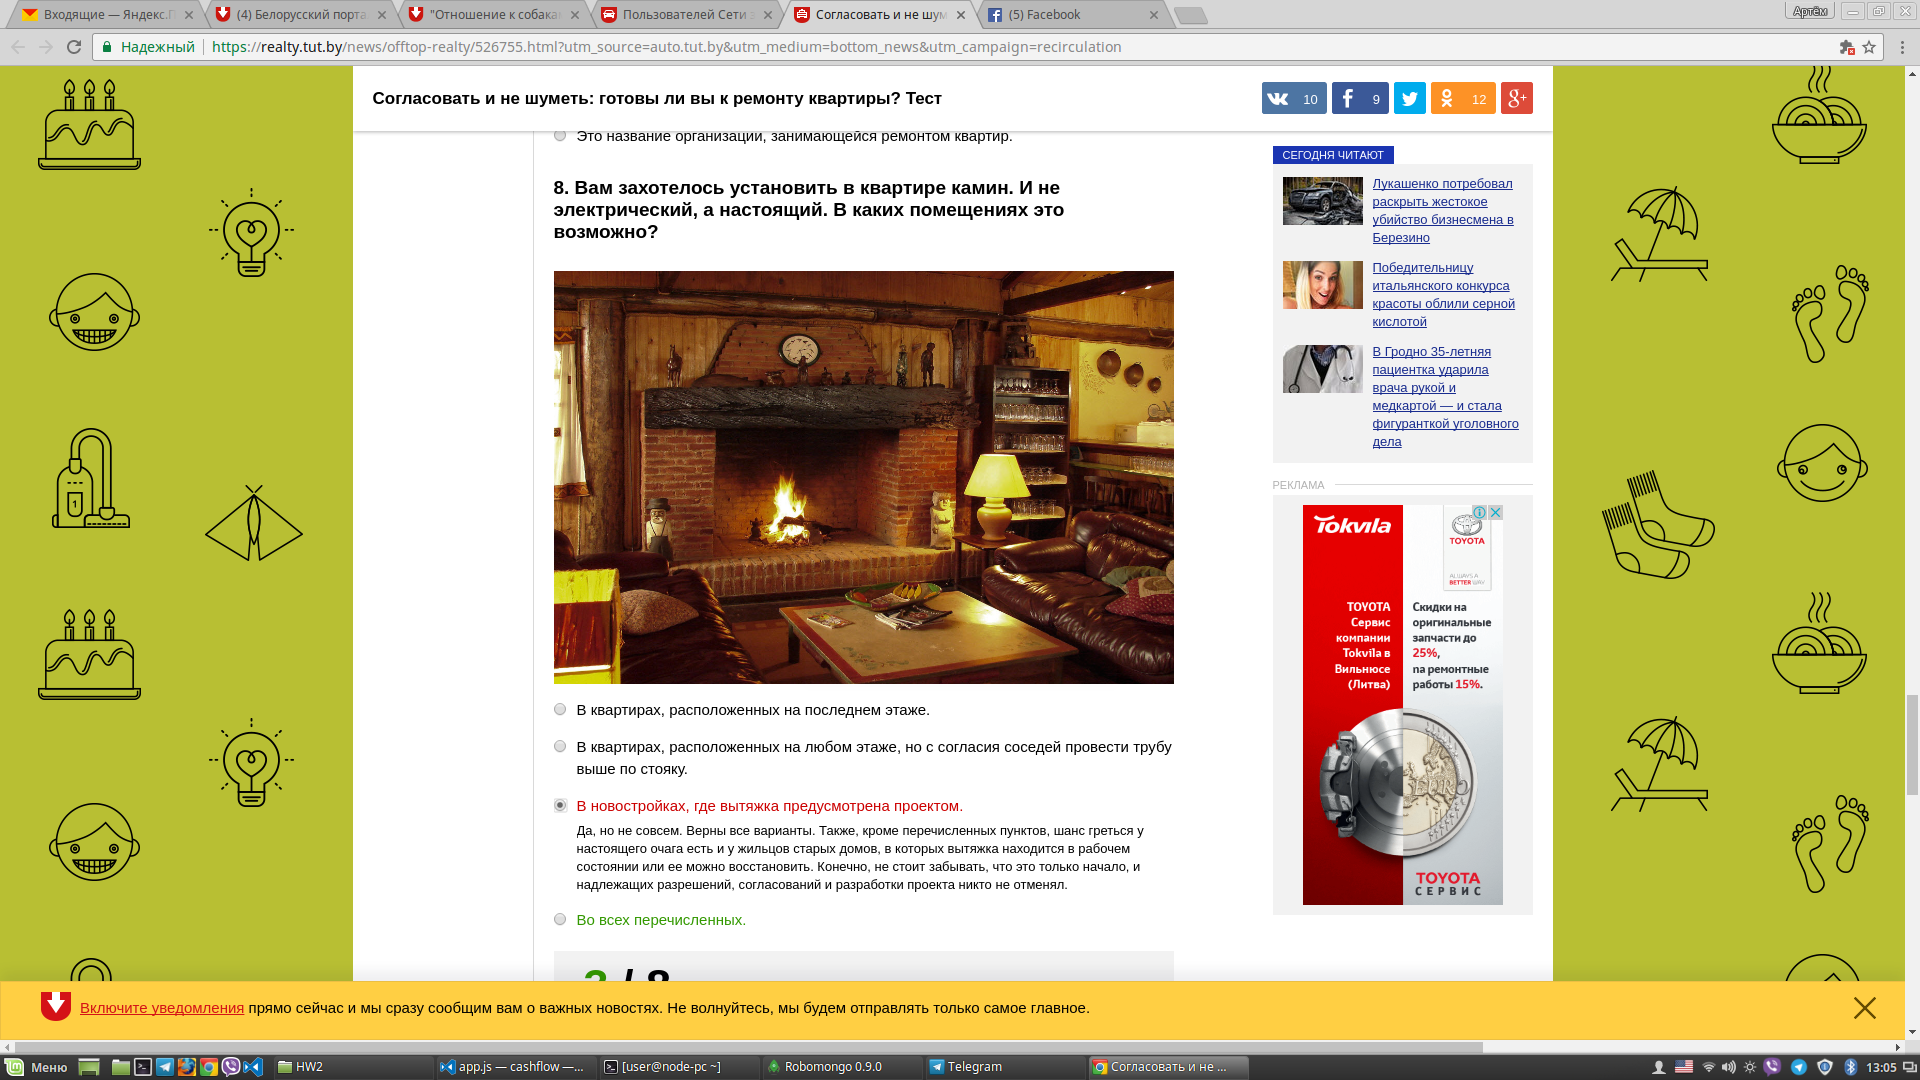 Входящие — Яндекс.П
(4) Белорусский порта
"Отношение к собака
Пользователей Сети з
Согласовать и не шум
(5) Facebook
Артём
Надежный
https://realty.tut.by/news/offtop-realty/526755.html?utm_source=auto.tut.by&utm_medium=bottom_news&utm_campaign=recirculation
Согласовать и не шуметь: готовы ли вы к ремонту квартиры? Тест
10
9
12
Это название организации, занимающейся ремонтом квартир.
8. Вам захотелось установить в квартире камин. И не
электрический, а настоящий. В каких помещениях это
возможно?
В квартирах, расположенных на последнем этаже.
В квартирах, расположенных на любом этаже, но с согласия соседей провести трубу
выше по стояку.
В новостройках, где вытяжка предусмотрена проектом.
Да, но не совсем. Верны все варианты. Также, кроме перечисленных пунктов, шанс греться у
настоящего очага есть и у жильцов старых домов, в которых вытяжка находится в рабочем
состоянии или ее можно восстановить. Конечно, не стоит забывать, что это только начало, и
надлежащих разрешений, согласований и разработки проекта никто не отменял.
Во всех перечисленных.
/ 8
СЕГОДНЯ ЧИТАЮТ
Лукашенко потребовал
раскрыть жестокое
убийство бизнесмена в
Березино
Победительницу
итальянского конкурса
красоты облили серной
кислотой
В Гродно 35-летняя
пациентка ударила
врача рукой и
медкартой — и стала
фигуранткой уголовного
дела
РЕКЛАМА
Tokvila
TOYOTA
ALWAYS A
BETTER WAY
TOYOTA
Сервис
компании
Tokvila в
Вильнюсе
(Литва)
Скидки на
оригинальные
запчасти до
25%,
на ремонтные
работы 15%.
EURO
TOYOTA
СЕРВИС
1
1
Включите уведомления прямо сейчас и мы сразу сообщим вам о важных новостях. Не волнуйтесь, мы будем отправлять только самое главное.
Меню
HW2
app.js — cashflow —...
[user@node-pc ~]
Robomongo 0.9.0
Telegram
Согласовать и не ...
13:05